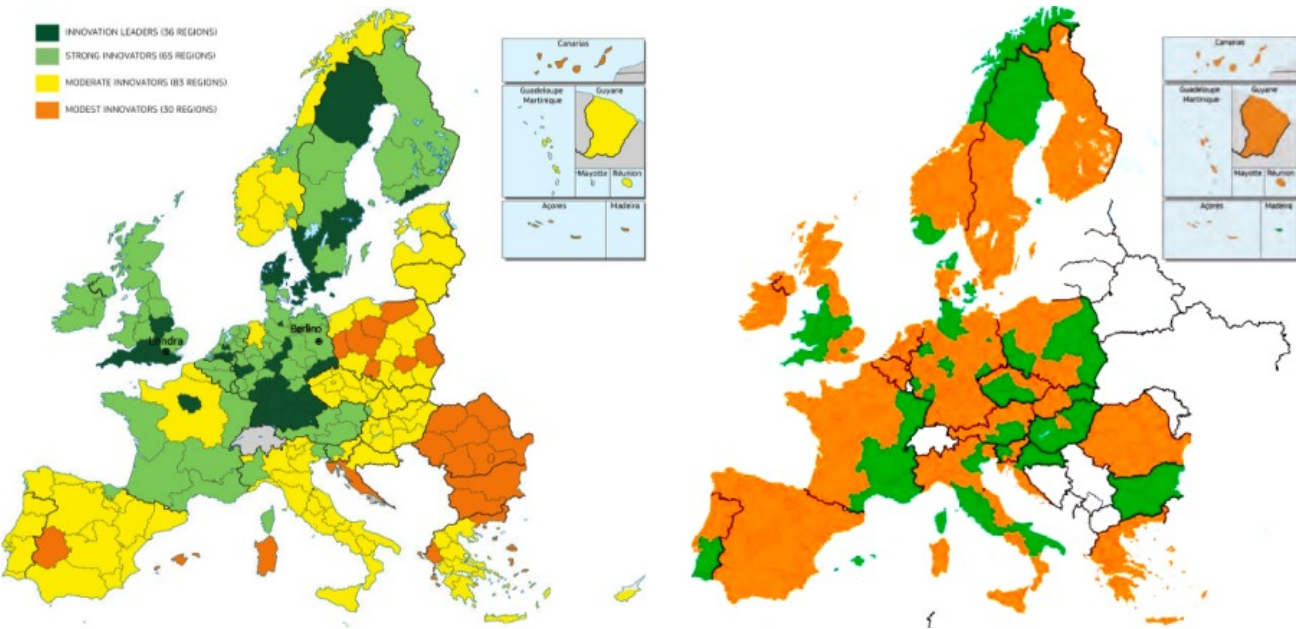 INNOVATION LEADERS (36 REGIONS)
STRONG INNOVATORS (65 REGIONS)
MODERATE INNOVATORS (83 REGIONS)
MODEST INNOVATORS (30 REGIONS)
Canarias
Guadeloupe
Martinique
Guyane
Mayotte
Réunion
Açores
Madeira
Londra
Berlino
Canarias
Guadeloupe
Martinique
Guyane
Mayotte
Réunion
Açores
Madeira